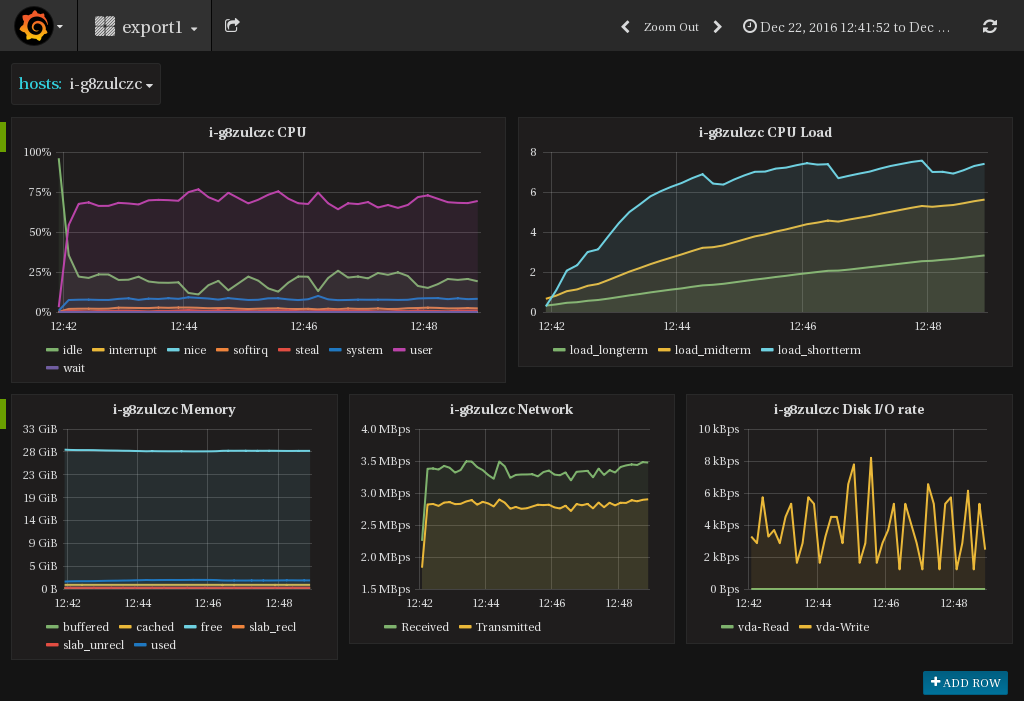 export1
Zoom Out
Dec 22, 2016 12:41:52 to Dec ...
hosts: i-g8zulczc
i-g8zulczc CPU
100%
75%
50%
25%
0%
12:42 12:44 12:46 12:48
idle interrupt nice softirq steal system user
wait
i-g8zulczc CPU Load
8
6
4
2
0
12:42 12:44 12:46 12:48
load_longterm load_midterm load_shortterm
i-g8zulczc Memory
33 GiB
28 GiB
23 GiB
19 GiB
14 GiB
9 GiB
5 GiB
0 B
12:42 12:44 12:46 12:48
buffered cached free slab_recl
slab_unrecl used
i-g8zulczc Network
4.0 MBps
3.5 MBps
3.0 MBps
2.5 MBps
2.0 MBps
1.5 MBps
12:42 12:44 12:46 12:48
Received Transmitted
i-g8zulczc Disk I/O rate
10 kBps
8 kBps
6 kBps
4 kBps
2 kBps
0 Bps
12:42 12:44 12:46 12:48
vda-Read vda-Write
ADD ROW